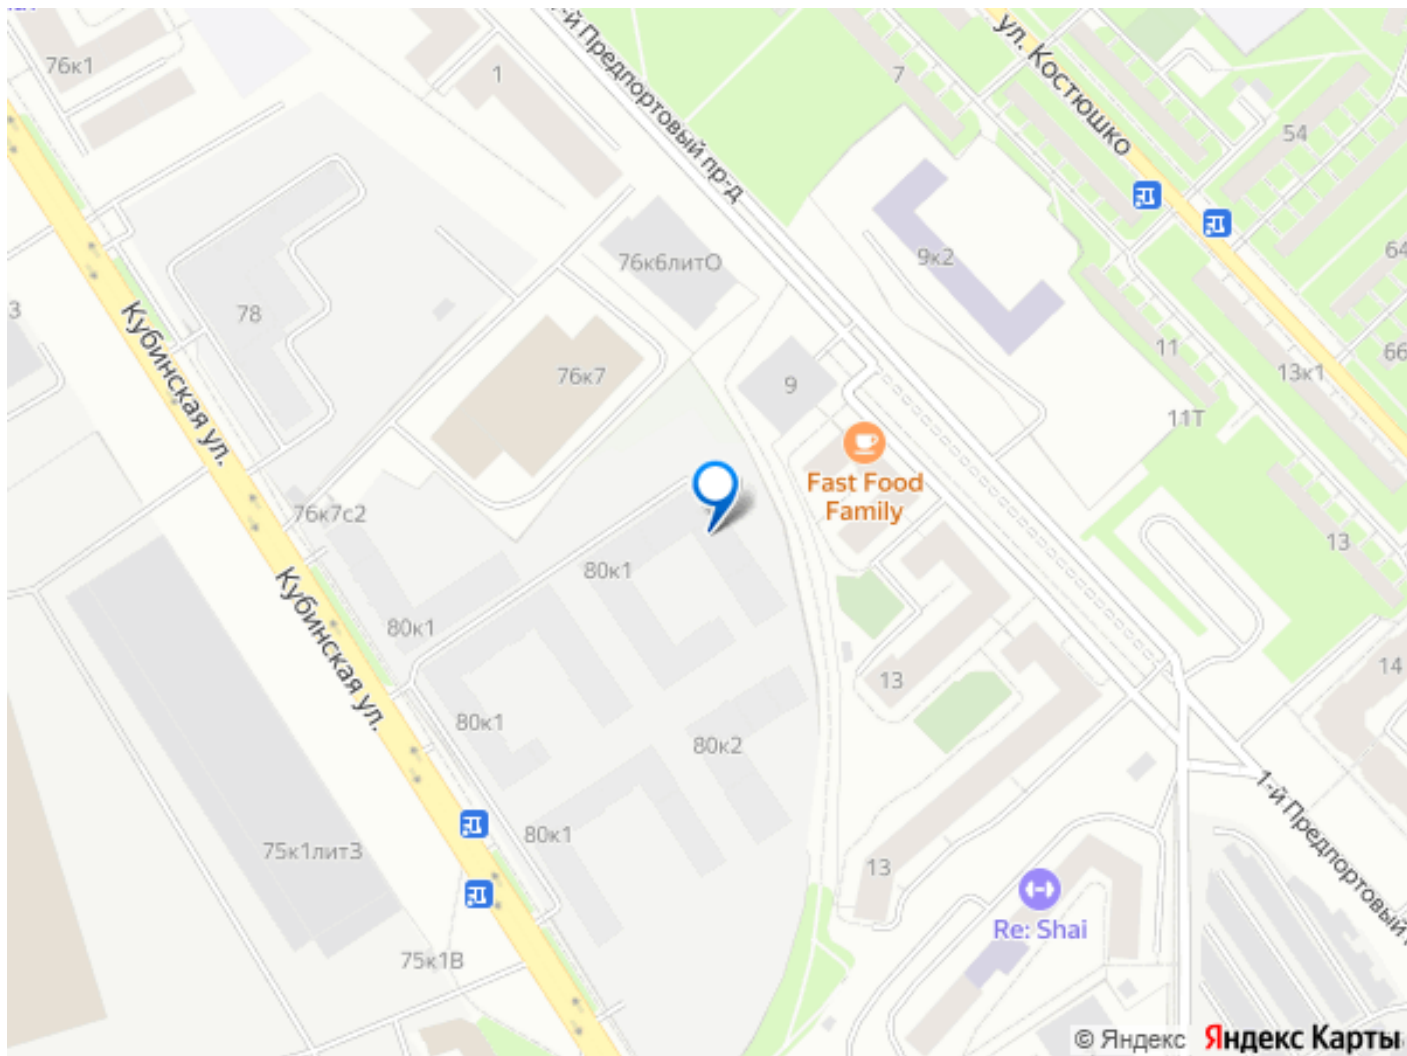 76к1
1
1-й Предпортовый пр-д
ул. Костюшко
7
54
76к6литО
9к2
64
3
78
Кубинская ул.
76к7
9
11
13к1
66
11Т
Fast Food
Family
76к7с2
13
80к1
80к1
Кубинская ул.
13
14
80к1
80к2
1-й Предпортовый
80к1
75к1литЗ
13
Re: Shai
75к1В
© Яндекс Яндекс Карты